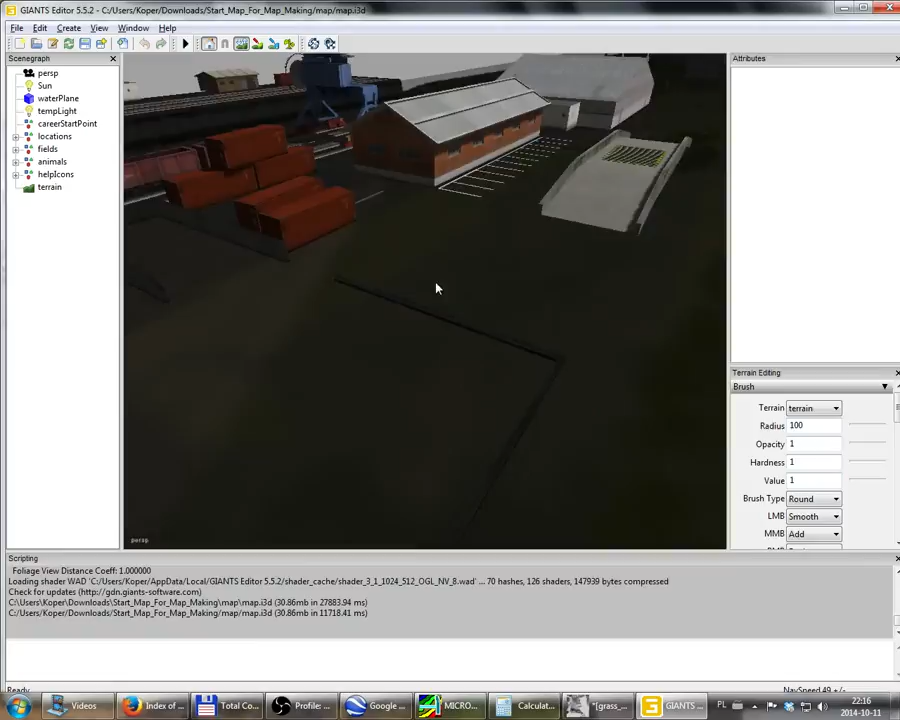 GIANTS Editor 5.5.2 - C:/Users/Koper/Downloads/Start_Map_For_Map_Making/map/map.i3d
File Edit Create View Window Help
Scenegraph
persp
Sun
waterPlane
tempLight
careerStartPoint
locations
fields
animals
helpIcons
terrain
persp
Attributes
Terrain Editing
Brush
Terrain terrain
Radius 100
Opacity 1
Hardness 1
Value 1
Brush Type Round
LMB Smooth
MMB Add
Scripting
Foliage View Distance Coeff: 1.000000
Loading shader WAD 'C:/Users/Koper/AppData/Local/GIANTS Editor 5.5.2/shader_cache/shader_3_1_1024_512_OGL_NV_8.wad' ... 70 hashes, 126 shaders, 147939 bytes compressed
Check for updates (http://gdn.giants-software.com)
C:\Users\Koper\Downloads\Start_Map_For_Map_Making\map\map.i3d (30.86mb in 27883.94 ms)
C:/Users/Koper/Downloads/Start_Map_For_Map_Making/map/map.i3d (30.86mb in 11718.41 ms)
Ready
NavSpeed 49 +/-
Videos
Index of ...
Total Co...
Profile: ...
Google ...
MICRO...
Calculat...
*[grass_...
GIANTS ...
PL
22:16
2014-10-11